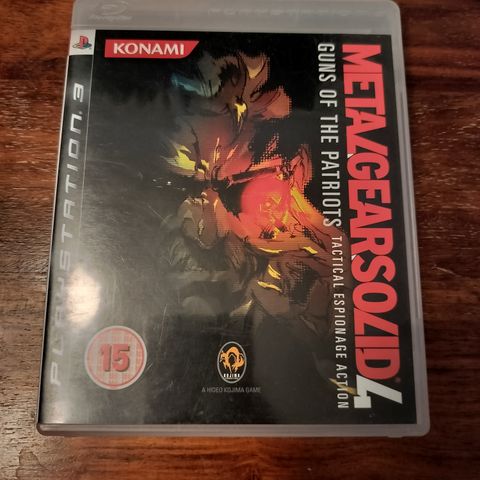 PLAYSTATION 3
KONAMI
METAL GEAR SOLID 4
GUNS OF THE PATRIOTS TACTICAL ESPIONAGE ACTION
15
KOJIMA
A HIDEO KOJIMA GAME